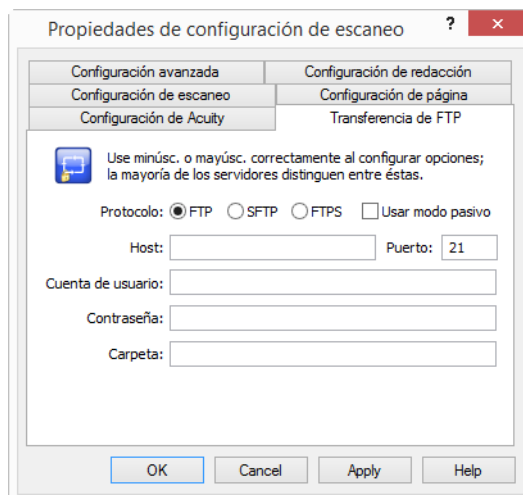 Propiedades de configuración de escaneo ?
Configuración avanzada Configuración de redacción
Configuración de escaneo Configuración de página
Configuración de Acuity Transferencia de FTP
Use minúsc. o mayúsc. correctamente al configurar opciones;
la mayoría de los servidores distinguen entre éstas.
Protocolo: FTP SFTP FTPS Usar modo pasivo
Host: Puerto: 21
Cuenta de usuario:
Contraseña:
Carpeta:
OK Cancel Apply Help